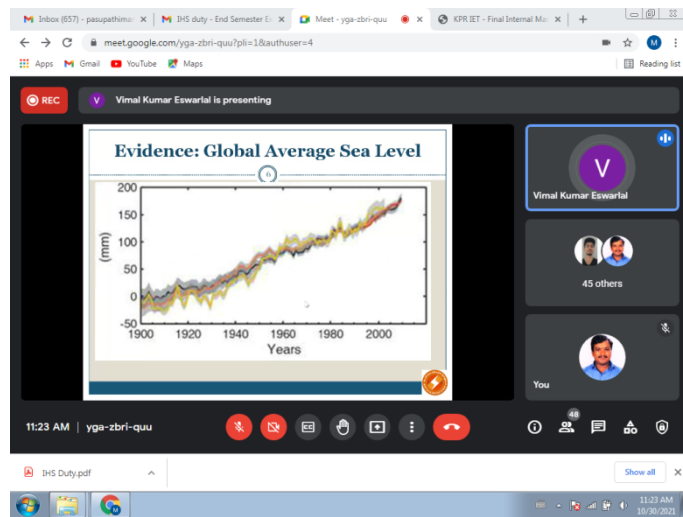 Inbox (657) - pasupathimar
IHS duty - End Semester Ex
Meet - yga-zbri-quu
KPR IET - Final Internal Mar
meet.google.com/yga-zbri-quu?pli=1&authuser=4
M
Apps
Gmail
YouTube
Maps
Reading list
REC
V
Vimal Kumar Eswarlal is presenting
Evidence: Global Average Sea Level
6
200
150
100
50
0
-50
(mm)
1900 1920 1940 1960 1980 2000
Years
V
Vimal Kumar Eswarlal
45 others
You
11:23 AM | yga-zbri-quu
CC
48
IHS Duty.pdf
Show all
11:23 AM
10/30/2021